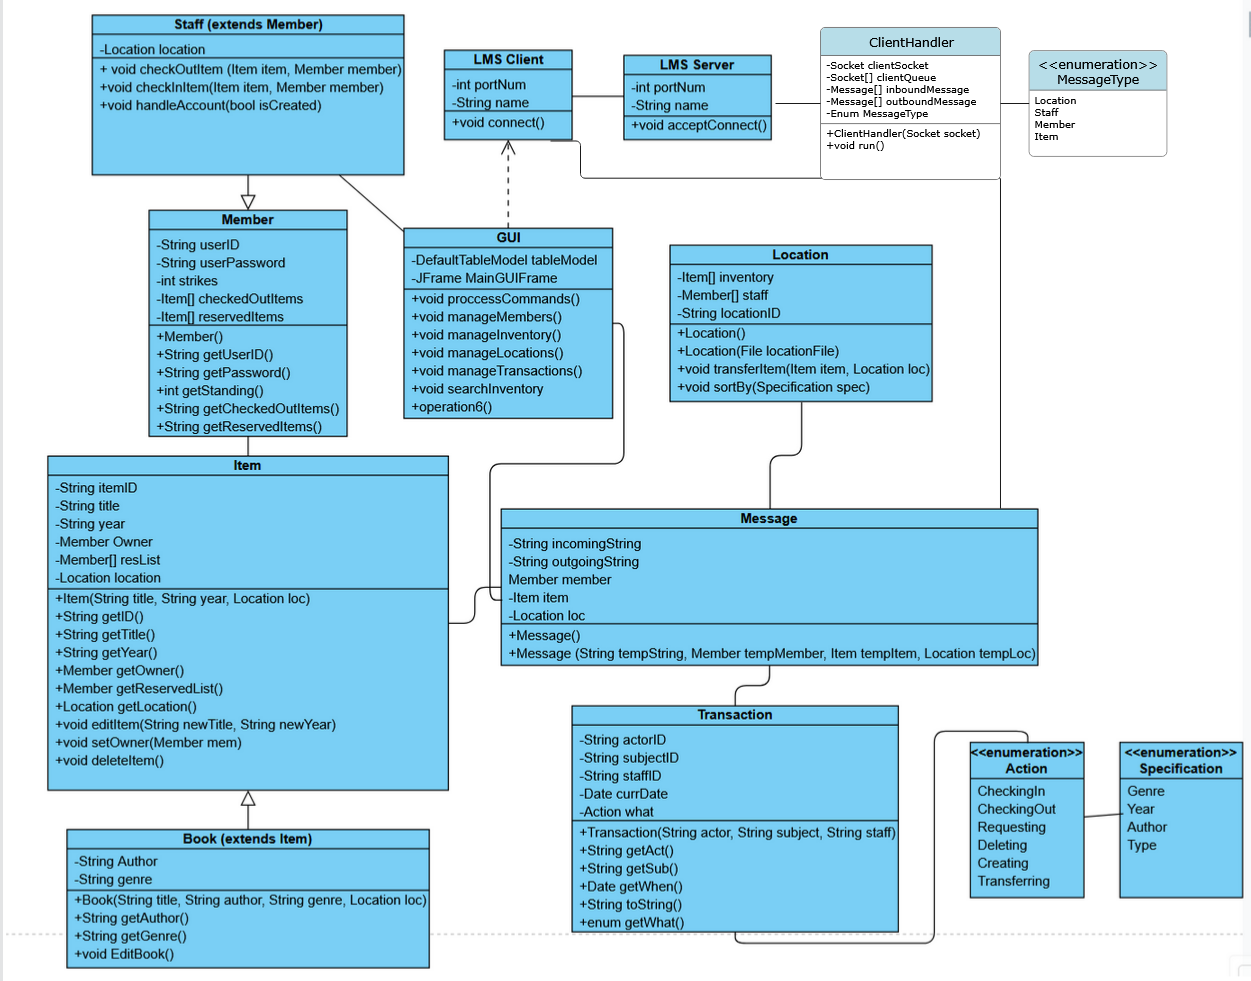 Staff (extends Member)
-Location location
+ void checkOutItem (Item item, Member member)
+void checkInItem(Item item, Member member)
+void handleAccount(bool isCreated)
LMS Client
-int portNum
-String name
+void connect()
LMS Server
-int portNum
-String name
+void acceptConnect()
ClientHandler
-Socket clientSocket
-Socket[] clientQueue
-Message[] inboundMessage
-Message[] outboundMessage
-Enum MessageType
+ClientHandler(Socket socket)
+void run()
<<enumeration>>
MessageType
Location
Staff
Member
Item
Member
-String userID
-String userPassword
-int strikes
-Item[] checkedOutItems
-Item[] reservedItems
+Member()
+String getUserID()
+String getPassword()
+int getStanding()
+String getCheckedOutItems()
+String getReservedItems()
GUI
-DefaultTableModel tableModel
-JFrame MainGUIFrame
+void proccessCommands()
+void manageMembers()
+void manageInventory()
+void manageLocations()
+void manageTransactions()
+void searchInventory
+operation6()
Location
-Item[] inventory
-Member[] staff
-String locationID
+Location()
+Location(File locationFile)
+void transferItem(Item item, Location loc)
+void sortBy(Specification spec)
Item
-String itemID
-String title
-String year
-Member Owner
-Member[] resList
-Location location
+Item(String title, String year, Location loc)
+String getID()
+String getTitle()
+String getYear()
+Member getOwner()
+Member getReservedList()
+Location getLocation()
+void editItem(String newTitle, String newYear)
+void setOwner(Member mem)
+void deleteItem()
Message
-String incomingString
-String outgoingString
Member member
-Item item
-Location loc
+Message()
+Message (String tempString, Member tempMember, Item tempItem, Location tempLoc)
Transaction
-String actorID
-String subjectID
-String staffID
-Date currDate
-Action what
+Transaction(String actor, String subject, String staff)
+String getAct()
+String getSub()
+Date getWhen()
+String toString()
+enum getWhat()
<<enumeration>>
Action
CheckingIn
CheckingOut
Requesting
Deleting
Creating
Transferring
<<enumeration>>
Specification
Genre
Year
Author
Type
Book (extends Item)
-String Author
-String genre
+Book(String title, String author, String genre, Location loc)
+String getAuthor()
+String getGenre()
+void EditBook()